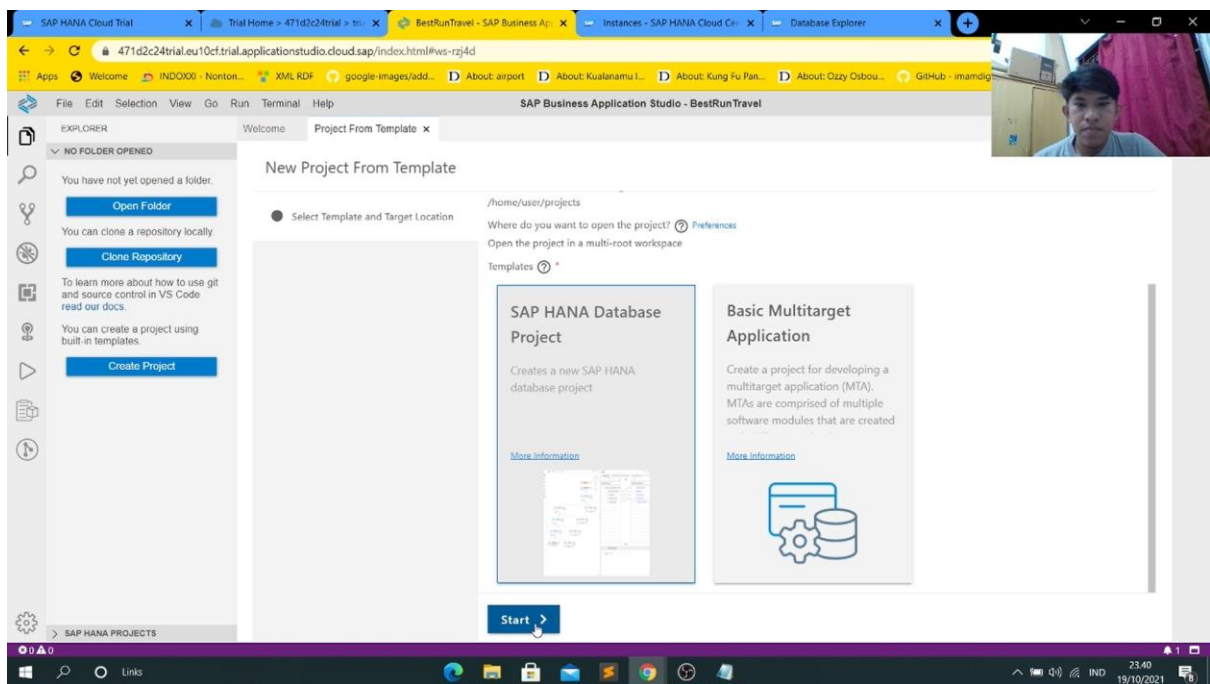 SAP HANA Cloud Trial
Trial Home > 471d2c24trial > tri
BestRunTravel - SAP Business Ap
Instances - SAP HANA Cloud Cen
Database Explorer
471d2c24trial.eu10cf.trial.applicationstudio.cloud.sap/index.html#ws-rzj4d
Apps Welcome INDOXXI - Nonton... XML RDF google-images/add... About: airport About: Kualanamu I... About: Kung Fu Pan... About: Ozzy Osbou... GitHub - imamdig
File Edit Selection View Go Run Terminal Help
SAP Business Application Studio - BestRunTravel
EXPLORER
NO FOLDER OPENED
You have not yet opened a folder.
Open Folder
You can clone a repository locally.
Clone Repository
To learn more about how to use git
and source control in VS Code
read our docs.
You can create a project using
built-in templates.
Create Project
SAP HANA PROJECTS
Welcome
Project From Template
New Project From Template
Select Template and Target Location
/home/user/projects
Where do you want to open the project? Preferences
Open the project in a multi-root workspace
Templates *
SAP HANA Database
Project
Creates a new SAP HANA
database project
More Information
Basic Multitarget
Application
Create a project for developing a
multitarget application (MTA).
MTAs are comprised of multiple
software modules that are created
More Information
Start
0 0
1
Links
IND
23.40
19/10/2021